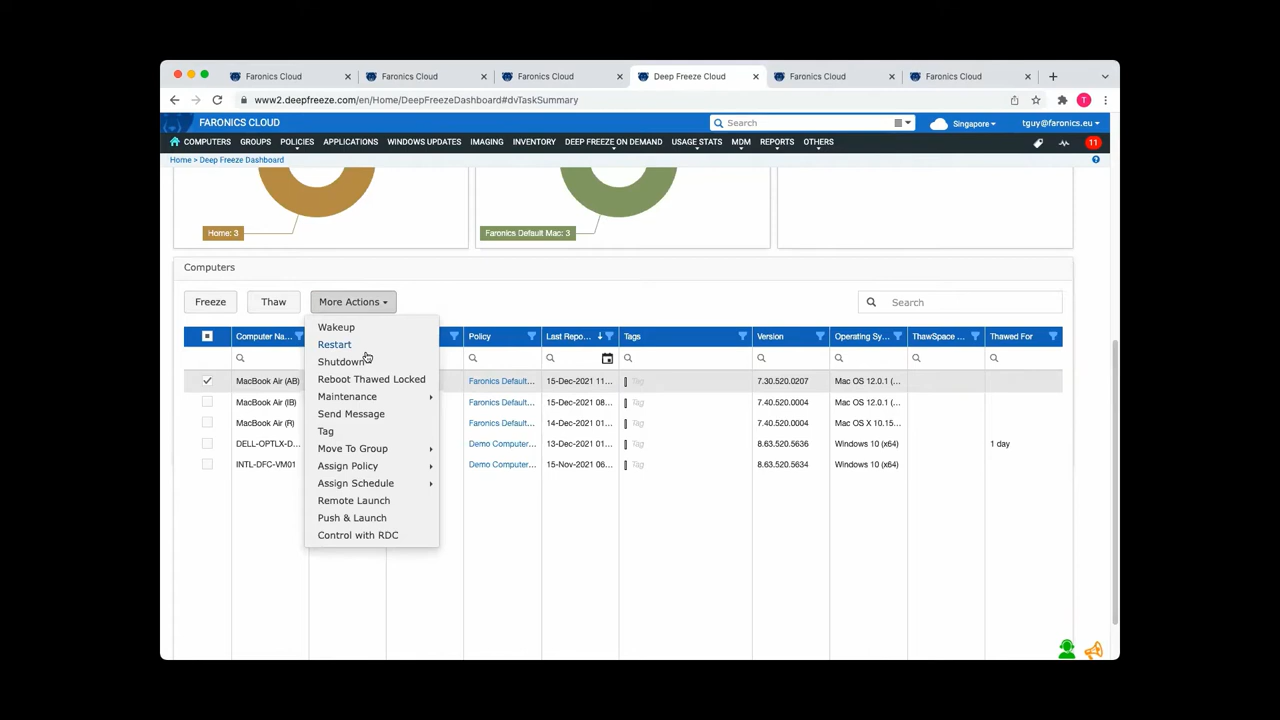 Faronics Cloud
Faronics Cloud
Faronics Cloud
Deep Freeze Cloud
Faronics Cloud
Faronics Cloud
www2.deepfreeze.com/en/Home/DeepFreezeDashboard#dvTaskSummary
T
FARONICS CLOUD
Search
Singapore
tguy@faronics.eu
COMPUTERS GROUPS POLICIES APPLICATIONS WINDOWS UPDATES IMAGING INVENTORY DEEP FREEZE ON DEMAND USAGE STATS MDM REPORTS OTHERS
11
Home > Deep Freeze Dashboard
Home: 3
Faronics Default Mac: 3
Computers
Freeze Thaw More Actions
Search
Computer Na... Policy Last Repo... Tags Version Operating Sy... ThawSpace ... Thawed For
MacBook Air (AB) Faronics Default... 15-Dec-2021 11... Tag 7.30.520.0207 Mac OS 12.0.1 (...
MacBook Air (IB) Faronics Default... 15-Dec-2021 08... Tag 7.40.520.0004 Mac OS 12.0.1 (...
MacBook Air (R) Faronics Default... 14-Dec-2021 01... Tag 7.40.520.0004 Mac OS X 10.15...
DELL-OPTLX-D... Demo Computer... 13-Dec-2021 01... Tag 8.63.520.5636 Windows 10 (x64) 1 day
INTL-DFC-VM01 Demo Computer... 15-Nov-2021 06... Tag 8.63.520.5634 Windows 10 (x64)
Wakeup
Restart
Shutdown
Reboot Thawed Locked
Maintenance
Send Message
Tag
Move To Group
Assign Policy
Assign Schedule
Remote Launch
Push & Launch
Control with RDC